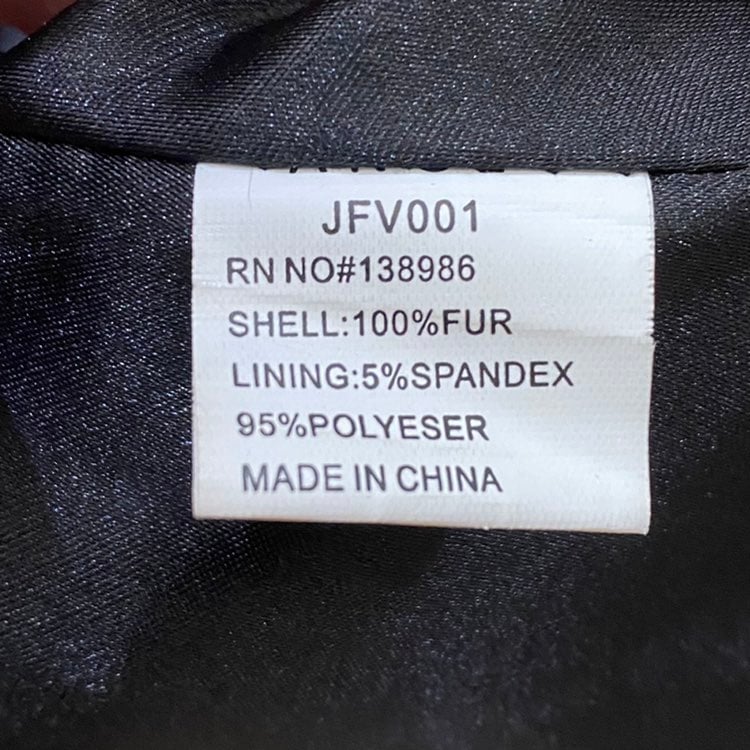 JFV001
RN NO#138986
SHELL:100%FUR
LINING:5%SPANDEX
95%POLYESER
MADE IN CHINA